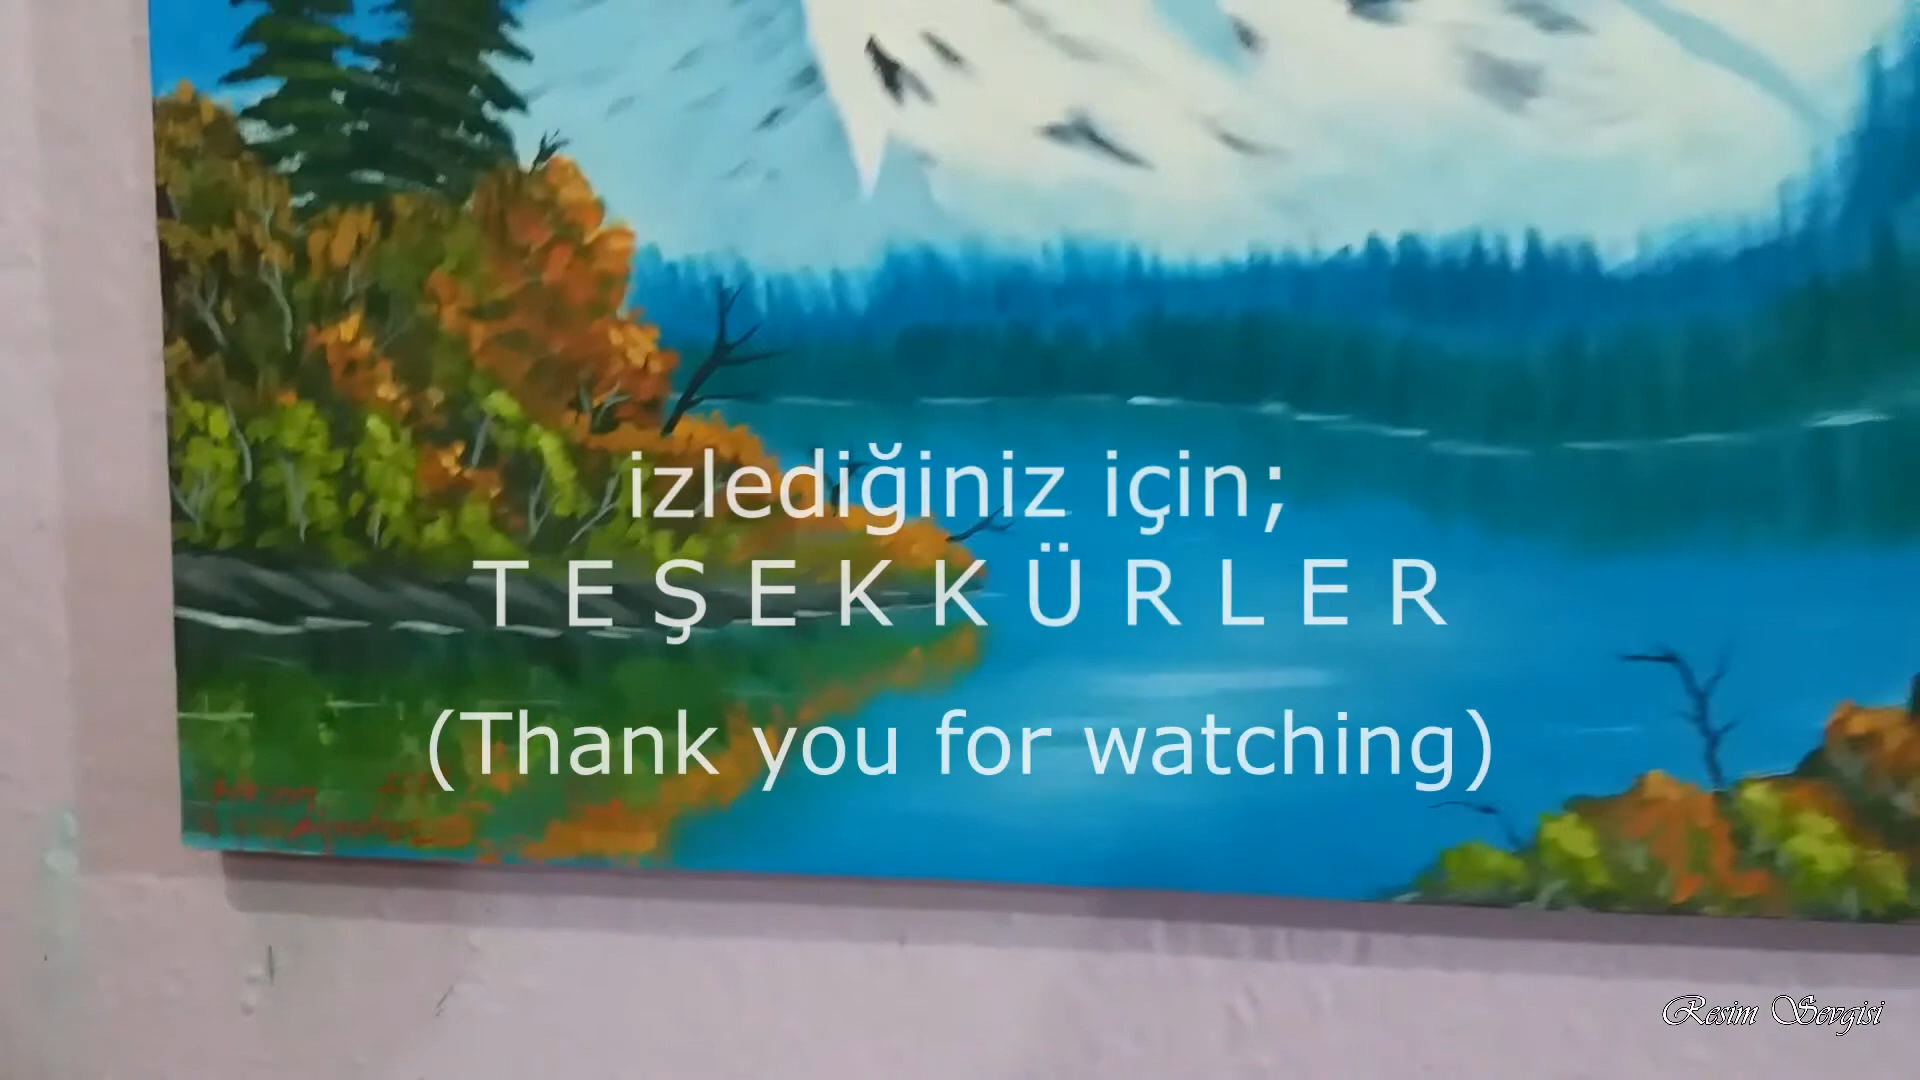 izlediğiniz için;
T E Ş E K K Ü R L E R
(Thank you for watching)
Resim Sevgisi